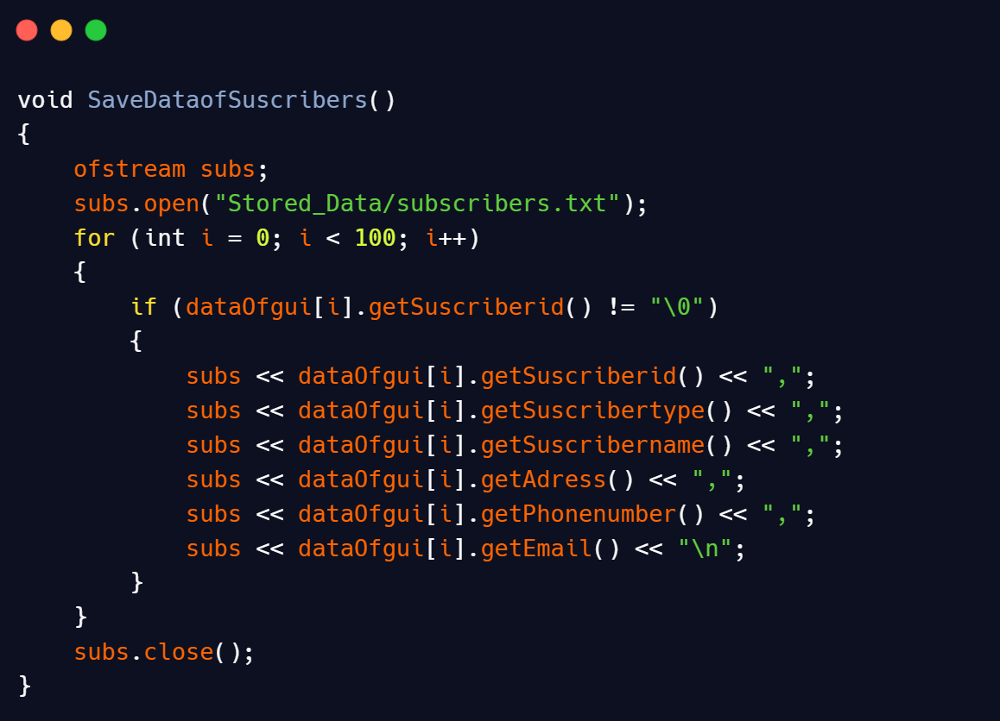 void SaveDataofSuscribers()
{
    ofstream subs;
    subs.open("Stored_Data/subscribers.txt");
    for (int i = 0; i < 100; i++)
    {
        if (dataOfgui[i].getSuscriberid() != "\0")
        {
            subs << dataOfgui[i].getSuscriberid() << ",";
            subs << dataOfgui[i].getSuscribertype() << ",";
            subs << dataOfgui[i].getSuscribername() << ",";
            subs << dataOfgui[i].getAdress() << ",";
            subs << dataOfgui[i].getPhonenumber() << ",";
            subs << dataOfgui[i].getEmail() << "\n";
        }
    }
    subs.close();
}